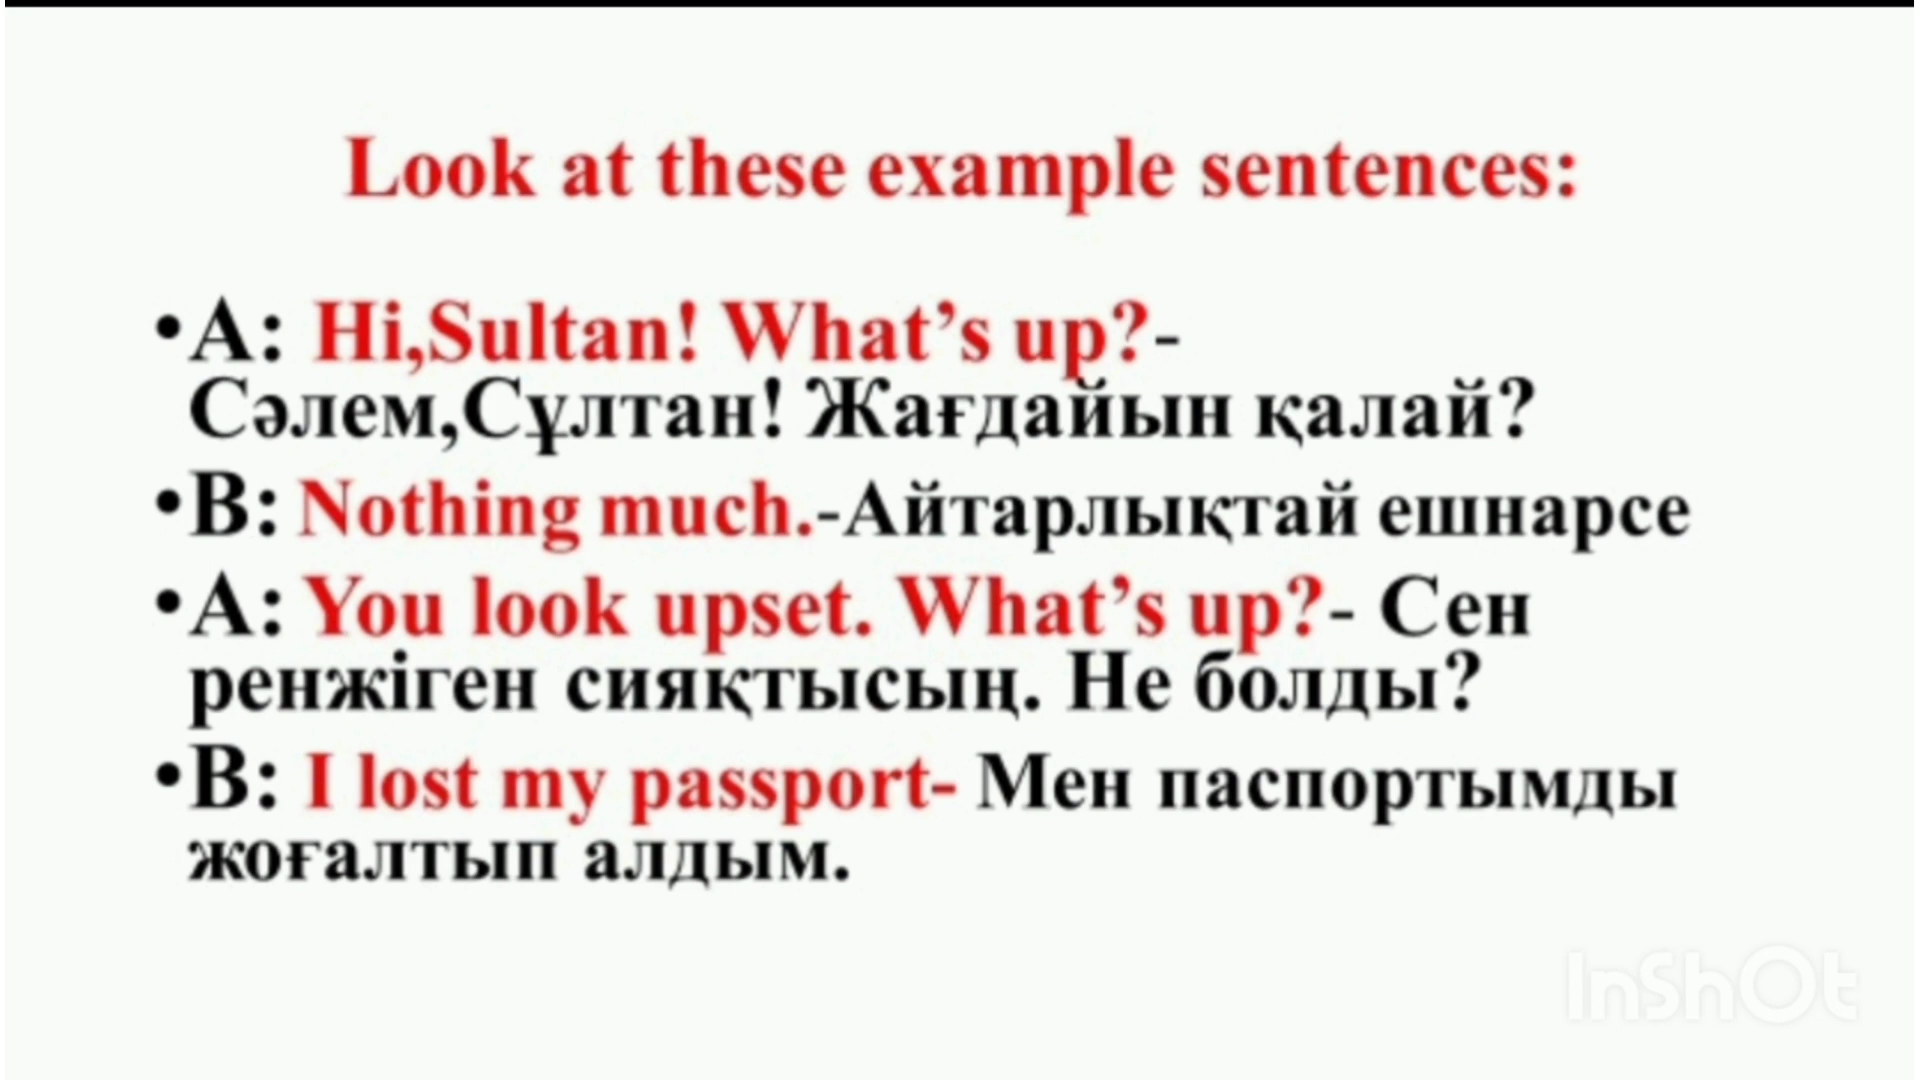 Look at these example sentences:
•A: Hi,Sultan! What’s up?-
Сәлем,Сұлтан! Жағдайын қалай?
•B: Nothing much.-Айтарлықтай ешнарсе
•A: You look upset. What’s up?- Сен
ренжіген сияқтысың. Не болды?
•B: I lost my passport- Мен паспортымды
жоғалтып алдым.
InShOt